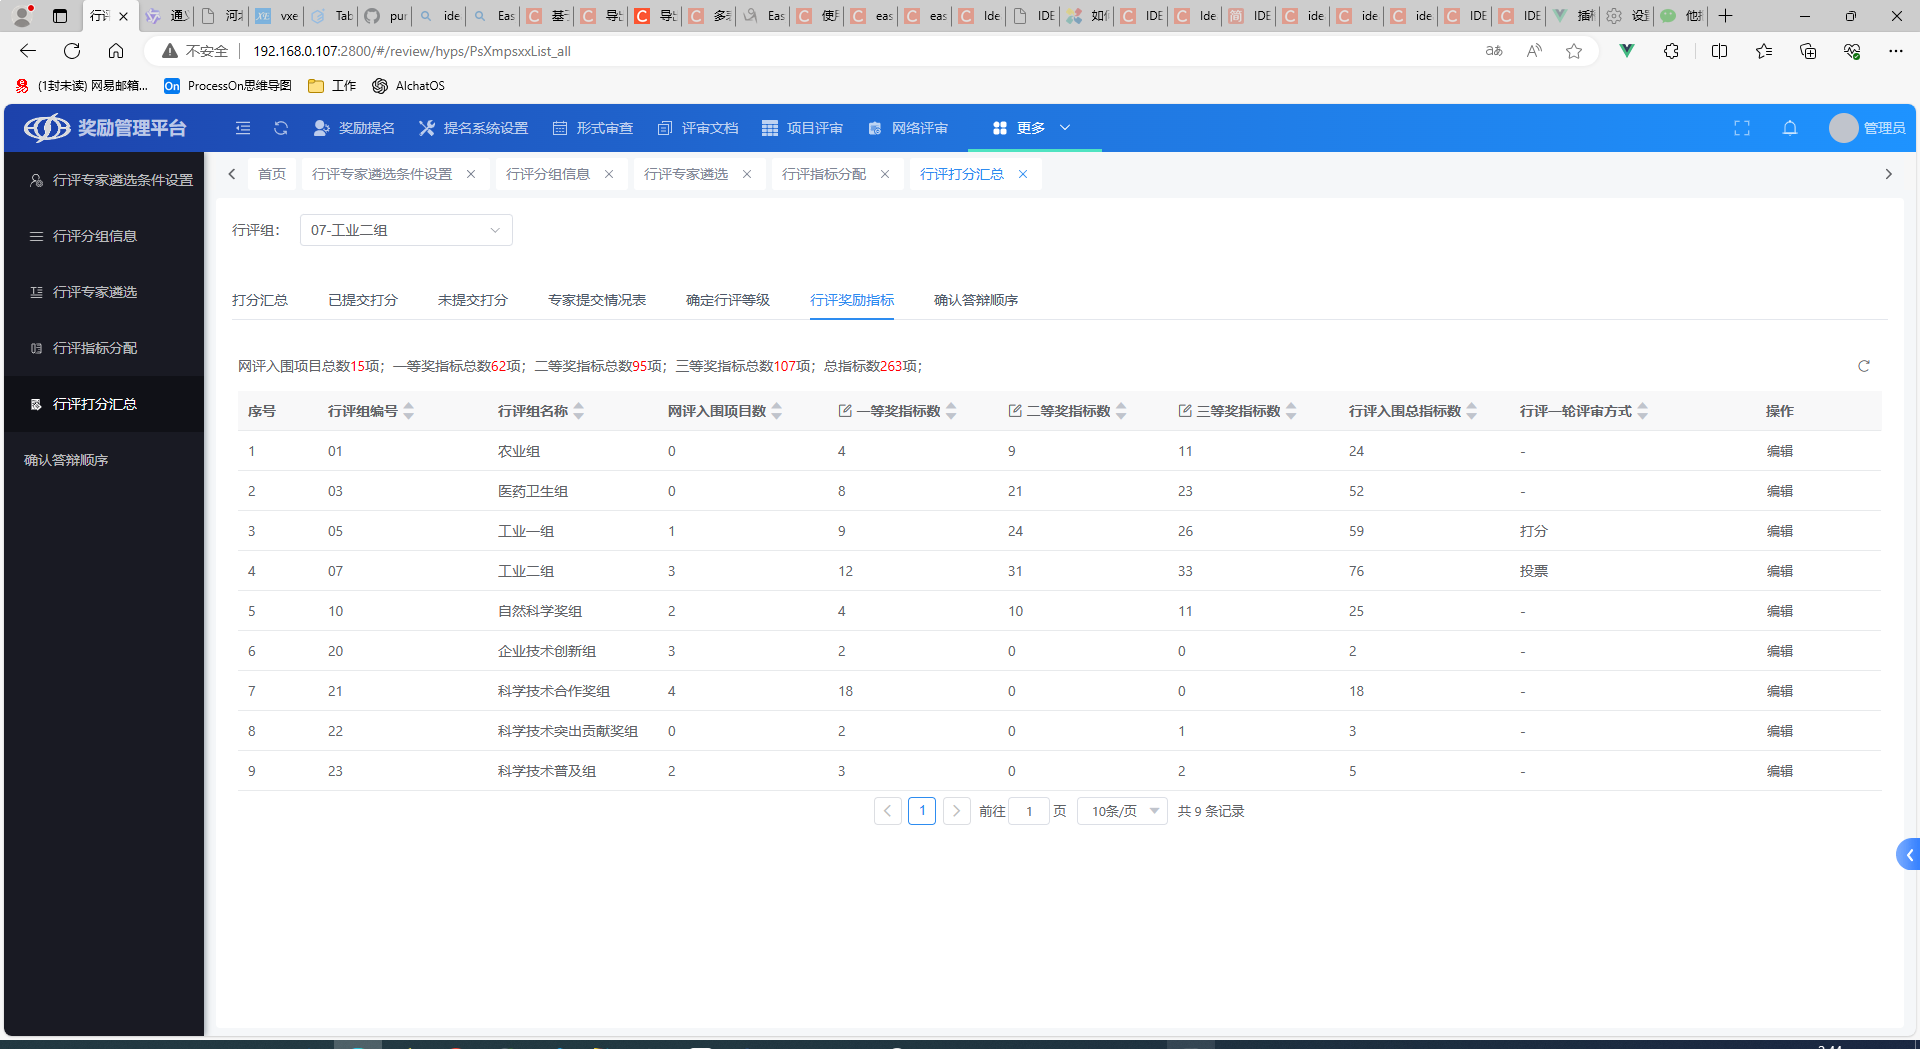 行评
通义
河北
vxe
Tab
pur
ide
Eas
基于
导出
导出
多表
Eas
使用
eas
eas
Ide
IDE
如何
IDE
Ide
IDE
ide
ide
ide
IDE
IDE
插槽
设置
不安全 192.168.0.107:2800/#/review/hyps/PsXmpsxxList_all
(1封未读) 网易邮箱... ProcessOn思维导图 工作 AIchatOS
奖励管理平台 奖励提名 提名系统设置 形式审查 评审文档 项目评审 网络评审 更多 管理员
行评专家遴选条件设置
行评分组信息
行评专家遴选
行评指标分配
行评打分汇总
确认答辩顺序
首页 行评专家遴选条件设置 行评分组信息 行评专家遴选 行评指标分配 行评打分汇总
行评组: 07-工业二组
打分汇总 已提交打分 未提交打分 专家提交情况表 确定行评等级 行评奖励指标 确认答辩顺序
网评入围项目总数15项；一等奖指标总数62项；二等奖指标总数95项；三等奖指标总数107项；总指标数263项；
序号 行评组编号 行评组名称 网评入围项目数 一等奖指标数 二等奖指标数 三等奖指标数 行评入围总指标数 行评一轮评审方式 操作
1 01 农业组 0 4 9 11 24 - 编辑
2 03 医药卫生组 0 8 21 23 52 - 编辑
3 05 工业一组 1 9 24 26 59 打分 编辑
4 07 工业二组 3 12 31 33 76 投票 编辑
5 10 自然科学奖组 2 4 10 11 25 - 编辑
6 20 企业技术创新组 3 2 0 0 2 - 编辑
7 21 科学技术合作奖组 4 18 0 0 18 - 编辑
8 22 科学技术突出贡献奖组 0 2 0 1 3 - 编辑
9 23 科学技术普及组 2 3 0 2 5 - 编辑
1 前往 1 页 10条/页 共 9 条记录